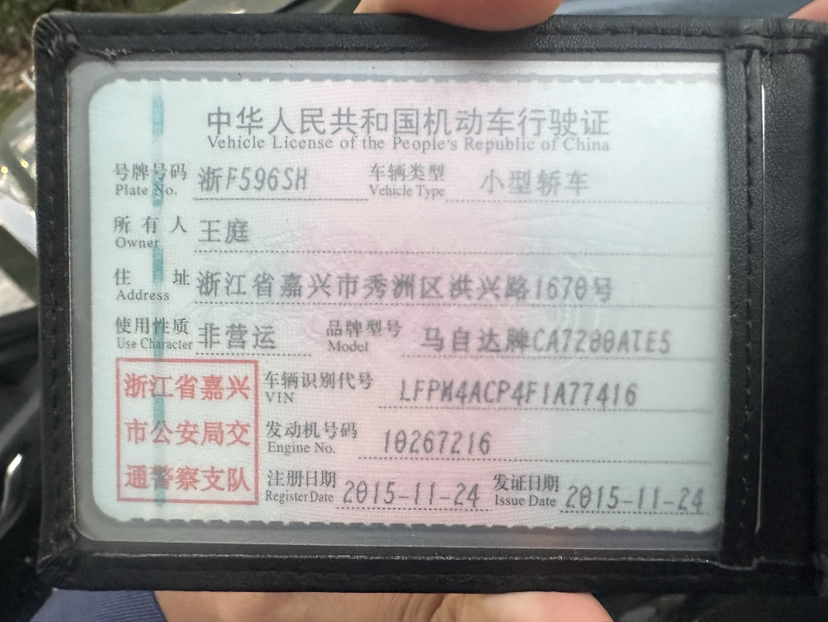 中华人民共和国机动车行驶证
Vehicle License of the People's Republic of China
号牌号码 浙F596SH 车辆类型 小型轿车
Plate No. Vehicle Type
所有人 王庭
Owner
住址 浙江省嘉兴市秀洲区洪兴路1670号
Address
使用性质 非营运 品牌型号 马自达牌CA7200ATE5
Use Character Model
浙江省嘉兴 车辆识别代号 LFPM4ACP4F1A77416
VIN
市公安局交 发动机号码 10267216
Engine No.
通警察支队 注册日期 2015-11-24 发证日期 2015-11-24
Register Date Issue Date